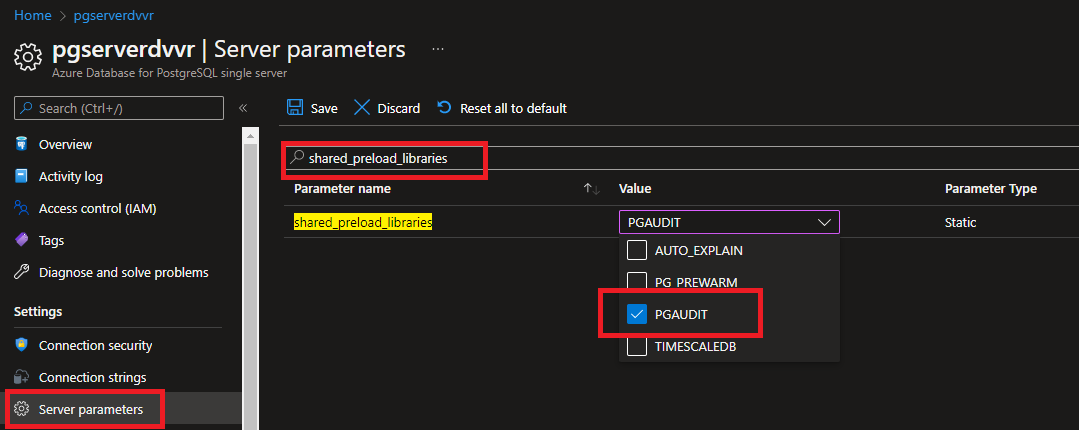 Home > pgserverdvvr
pgserverdvvr | Server parameters ...
Azure Database for PostgreSQL single server
Search (Ctrl+/) «
Overview
Activity log
Access control (IAM)
Tags
Diagnose and solve problems
Settings
Connection security
Connection strings
Server parameters
Save Discard Reset all to default
shared_preload_libraries
Parameter name ↑↓ Value Parameter Type
shared_preload_libraries PGAUDIT Static
AUTO_EXPLAIN
PG_PREWARM
PGAUDIT
TIMESCALEDB